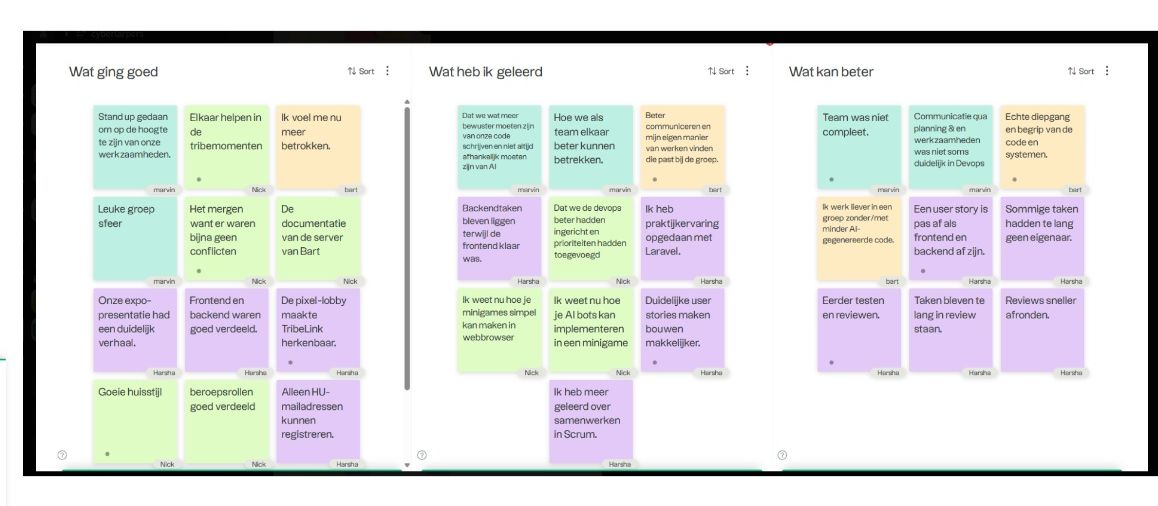 cyberharpers
Wat ging goed
Sort
Wat heb ik geleerd
Sort
Wat kan beter
Sort
Stand up gedaan
om op de hoogte
te zijn van onze
werkzaamheden.
marvin
Elkaar helpen in
de
tribemomenten
Nick
Ik voel me nu
meer
betrokken.
bart
Leuke groep
sfeer
marvin
Het mergen
want er waren
bijna geen
conflicten
Nick
De
documentatie
van de server
van Bart
Nick
Onze expo-
presentatie had
een duidelijk
verhaal.
Harsha
Frontend en
backend waren
goed verdeeld.
Harsha
De pixel-lobby
maakte
TribeLink
herkenbaar.
Harsha
Goeie huisstijl
Nick
beroepsrollen
goed verdeeld
Nick
Alleen HU-
mailadressen
kunnen
registreren.
Harsha
Dat we wat meer
bewuster moeten zijn
van onze code
schrijven en niet altijd
afhankelijk moeten
zijn van AI
marvin
Hoe we als
team elkaar
beter kunnen
betrekken.
marvin
Beter
communiceren en
mijn eigen manier
van werken vinden
die past bij de groep.
bart
Backendtaken
bleven liggen
terwijl de
frontend klaar
was.
Harsha
Dat we de devops
beter hadden
ingericht en
prioriteiten hadden
toegevoegd
Nick
Ik heb
praktijkervaring
opgedaan met
Laravel.
Harsha
Ik weet nu hoe je
minigames simpel
kan maken in
webbrowser
Nick
Ik weet nu hoe
je AI bots kan
implementeren
in een minigame
Nick
Duidelijke user
stories maken
bouwen
makkelijker.
Harsha
Ik heb meer
geleerd over
samenwerken
in Scrum.
Harsha
Team was niet
compleet.
marvin
Communicatie qua
planning & en
werkzaamheden
was niet soms
duidelijk in Devops
marvin
Echte diepgang
en begrip van de
code en
systemen.
bart
Ik werk liever in een
groep zonder/met
minder AI-
gegenereerde code.
bart
Een user story is
pas af als
frontend en
backend af zijn.
Harsha
Sommige taken
hadden te lang
geen eigenaar.
Harsha
Eerder testen
en reviewen.
Harsha
Taken bleven te
lang in review
staan.
Harsha
Reviews sneller
afronden.
Harsha